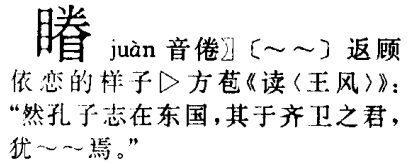 juàn 音倦〗〔～～〕返顾
依恋的样子▷方苞《读〈王风〉》：
“然孔子志在东国，其于齐卫之君，
犹～～焉。”